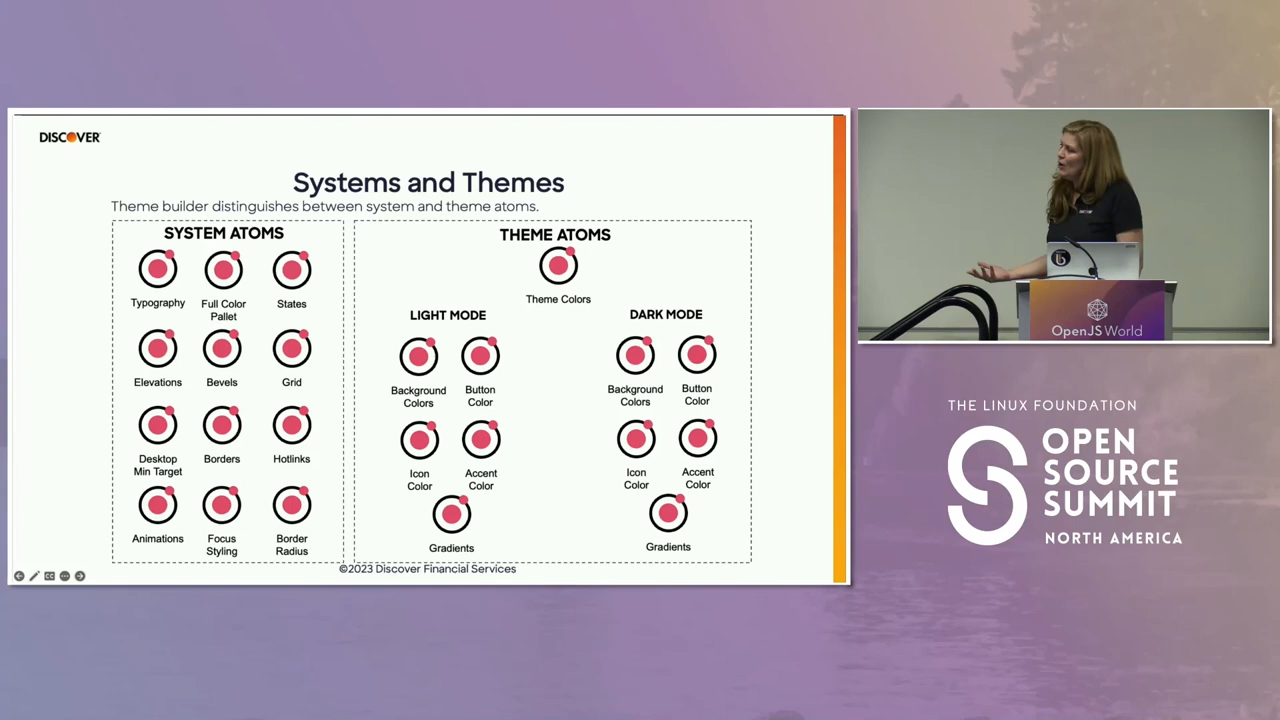 DISCOVER
Systems and Themes
Theme builder distinguishes between system and theme atoms.
SYSTEM ATOMS
Typography
Full Color
Pallet
States
Elevations
Bevels
Grid
Desktop
Min Target
Borders
Hotlinks
Animations
Focus
Styling
Border
Radius
THEME ATOMS
Theme Colors
LIGHT MODE
Background
Colors
Button
Color
Icon
Color
Accent
Color
Gradients
DARK MODE
Background
Colors
Button
Color
Icon
Color
Accent
Color
Gradients
©2023 Discover Financial Services
CC
OpenJS World
THE LINUX FOUNDATION
OPEN
SOURCE
SUMMIT
NORTH AMERICA